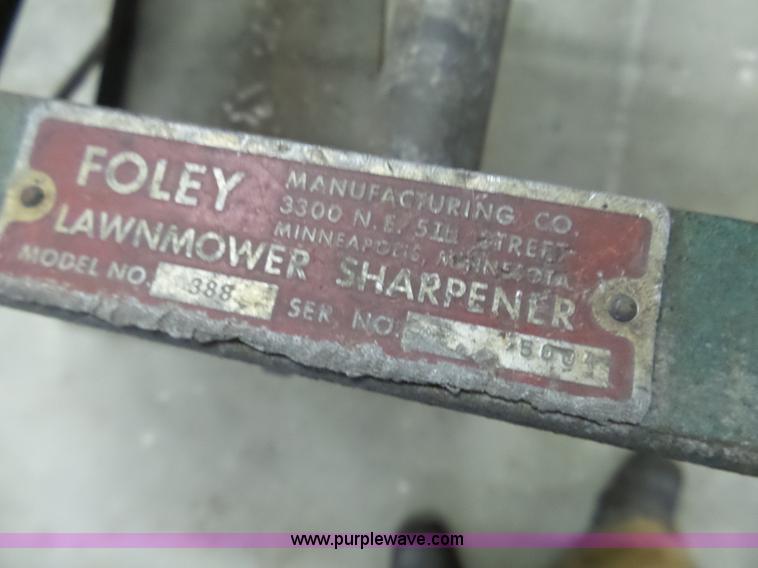 FOLEY
MANUFACTURING CO.
3300 N.E. 5TH STREET
MINNEAPOLIS, MINNESOTA
LAWNMOWER SHARPENER
MODEL NO. 388
SER. NO.
www.purplewave.com